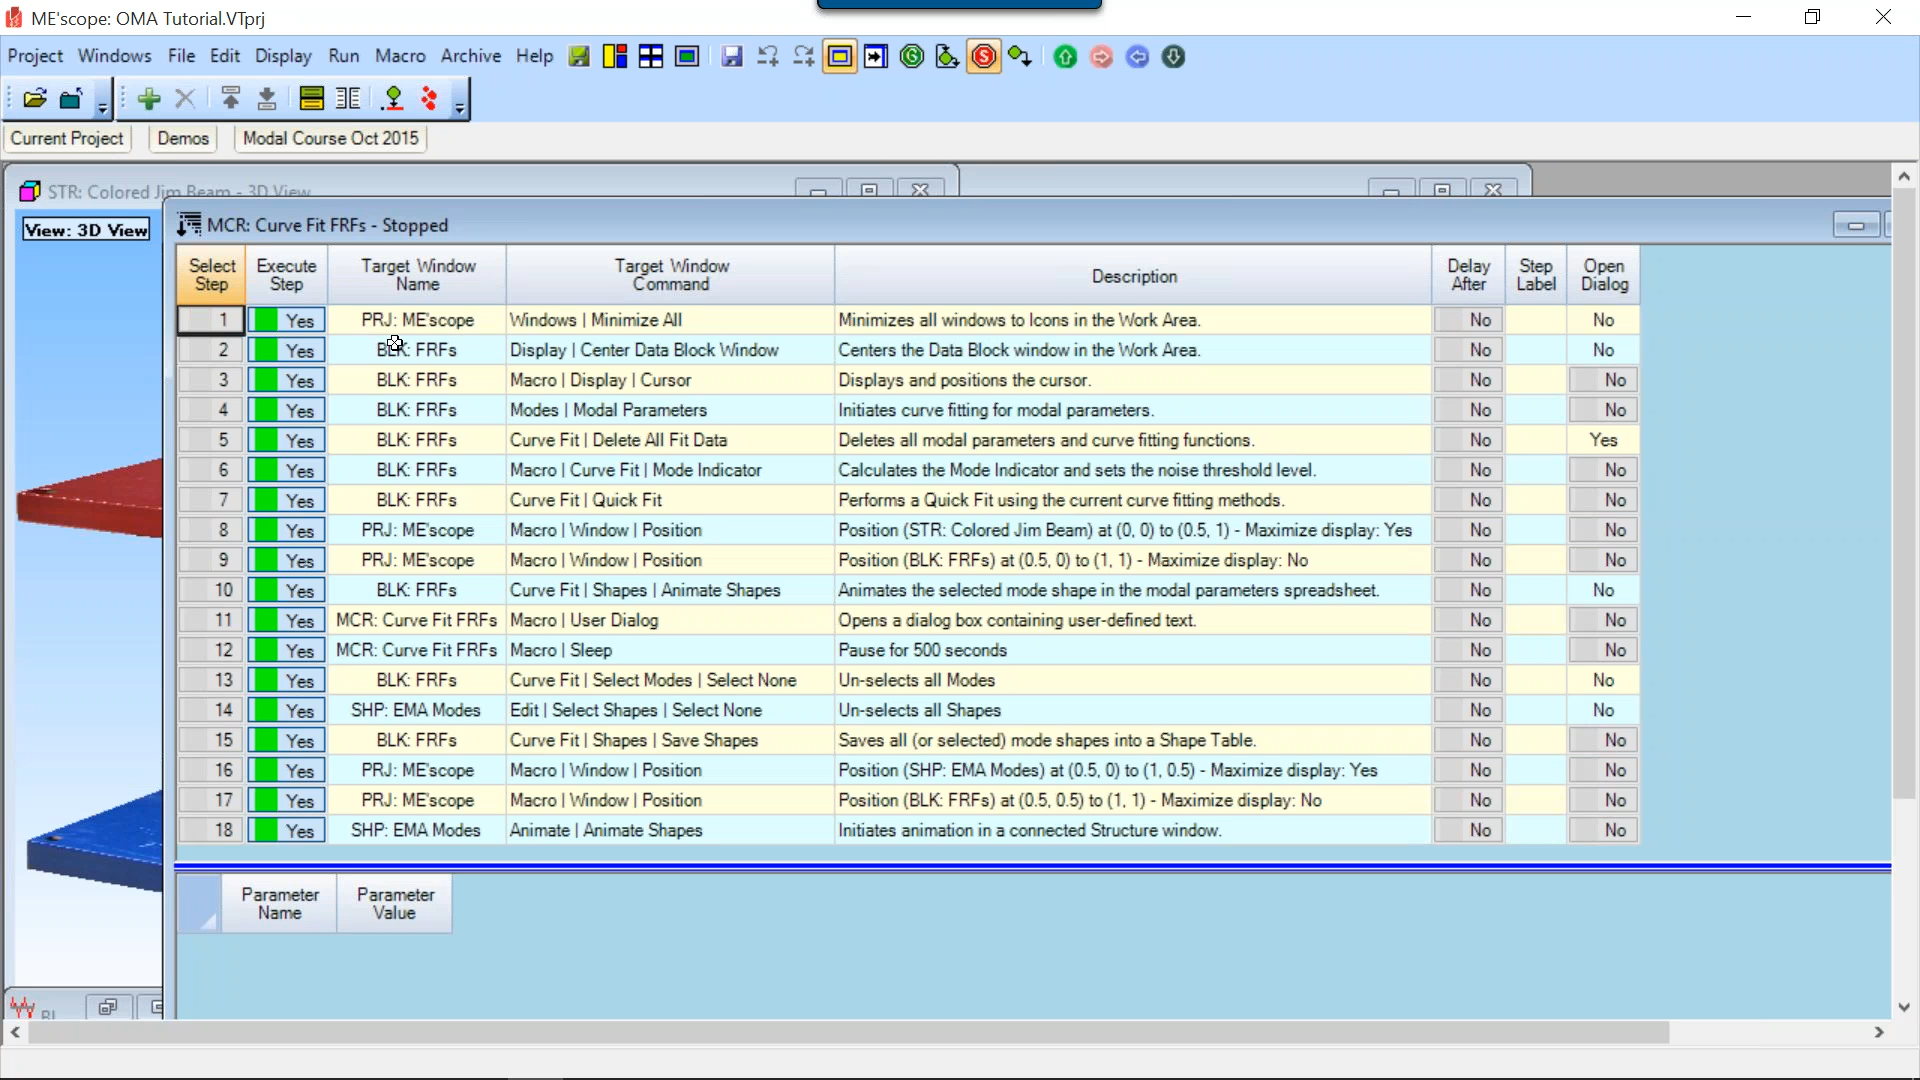 ME'scope: OMA Tutorial.VTprj
Project Windows File Edit Display Run Macro Archive Help
Current Project Demos Modal Course Oct 2015
STR: Colored Jim Beam - 3D View
View: 3D View
MCR: Curve Fit FRFs - Stopped
Select Step Execute Step Target Window Name Target Window Command Description Delay After Step Label Open Dialog
1 Yes PRJ: ME'scope Windows | Minimize All Minimizes all windows to Icons in the Work Area. No No
2 Yes BLK: FRFs Display | Center Data Block Window Centers the Data Block window in the Work Area. No No
3 Yes BLK: FRFs Macro | Display | Cursor Displays and positions the cursor. No No
4 Yes BLK: FRFs Modes | Modal Parameters Initiates curve fitting for modal parameters. No No
5 Yes BLK: FRFs Curve Fit | Delete All Fit Data Deletes all modal parameters and curve fitting functions. No Yes
6 Yes BLK: FRFs Macro | Curve Fit | Mode Indicator Calculates the Mode Indicator and sets the noise threshold level. No No
7 Yes BLK: FRFs Curve Fit | Quick Fit Performs a Quick Fit using the current curve fitting methods. No No
8 Yes PRJ: ME'scope Macro | Window | Position Position (STR: Colored Jim Beam) at (0, 0) to (0.5, 1) - Maximize display: Yes No No
9 Yes PRJ: ME'scope Macro | Window | Position Position (BLK: FRFs) at (0.5, 0) to (1, 1) - Maximize display: No No No
10 Yes BLK: FRFs Curve Fit | Shapes | Animate Shapes Animates the selected mode shape in the modal parameters spreadsheet. No No
11 Yes MCR: Curve Fit FRFs Macro | User Dialog Opens a dialog box containing user-defined text. No No
12 Yes MCR: Curve Fit FRFs Macro | Sleep Pause for 500 seconds No No
13 Yes BLK: FRFs Curve Fit | Select Modes | Select None Un-selects all Modes No No
14 Yes SHP: EMA Modes Edit | Select Shapes | Select None Un-selects all Shapes No No
15 Yes BLK: FRFs Curve Fit | Shapes | Save Shapes Saves all (or selected) mode shapes into a Shape Table. No No
16 Yes PRJ: ME'scope Macro | Window | Position Position (SHP: EMA Modes) at (0.5, 0) to (1, 0.5) - Maximize display: Yes No No
17 Yes PRJ: ME'scope Macro | Window | Position Position (BLK: FRFs) at (0.5, 0.5) to (1, 1) - Maximize display: No No No
18 Yes SHP: EMA Modes Animate | Animate Shapes Initiates animation in a connected Structure window. No No
Parameter Name Parameter Value